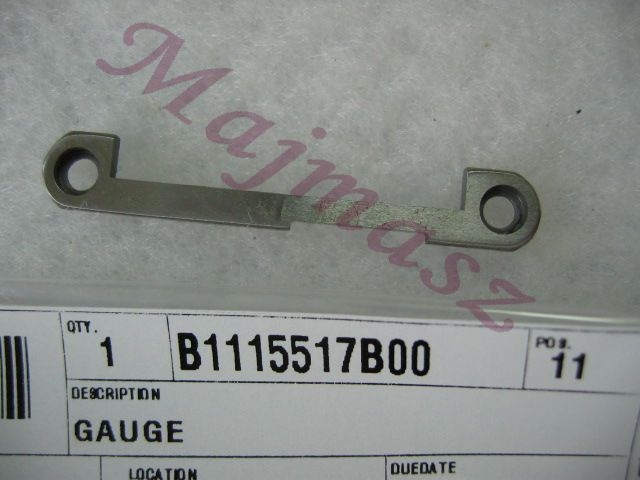 Majmasz
QTY.
1
B1115517B00
POS.
11
DESCRIPTION
GAUGE
LOCATION
DUEDATE